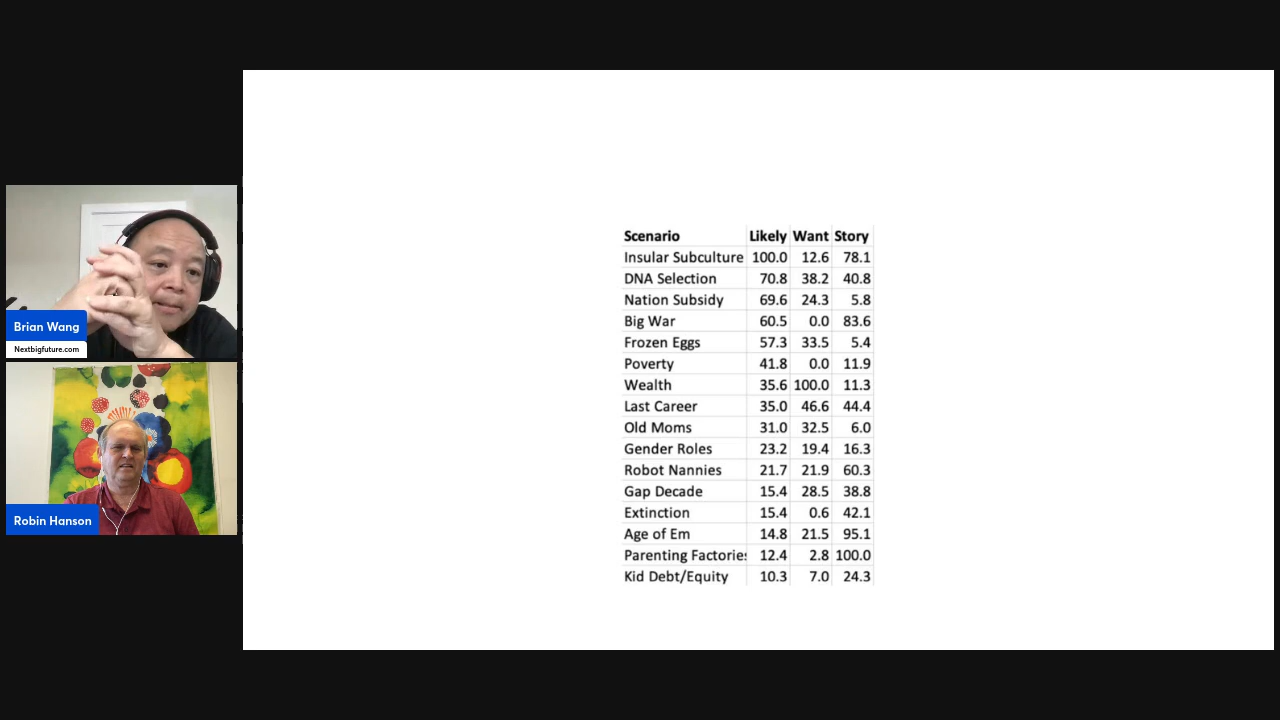 Brian Wang
Nextbigfuture.com
Robin Hanson
Scenario Likely Want Story
Insular Subculture 100.0 12.6 78.1
DNA Selection 70.8 38.2 40.8
Nation Subsidy 69.6 24.3 5.8
Big War 60.5 0.0 83.6
Frozen Eggs 57.3 33.5 5.4
Poverty 41.8 0.0 11.9
Wealth 35.6 100.0 11.3
Last Career 35.0 46.6 44.4
Old Moms 31.0 32.5 6.0
Gender Roles 23.2 19.4 16.3
Robot Nannies 21.7 21.9 60.3
Gap Decade 15.4 28.5 38.8
Extinction 15.4 0.6 42.1
Age of Em 14.8 21.5 95.1
Parenting Factories 12.4 2.8 100.0
Kid Debt/Equity 10.3 7.0 24.3